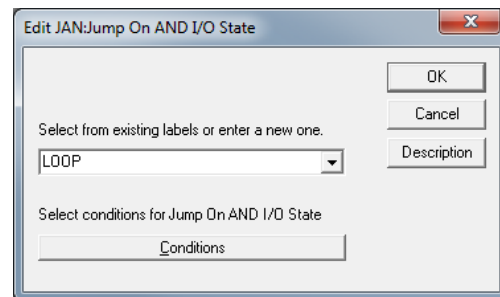 Edit JAN:Jump On AND I/O State
OK
Cancel
Select from existing labels or enter a new one.
Description
LOOP
Select conditions for Jump On AND I/O State
Conditions